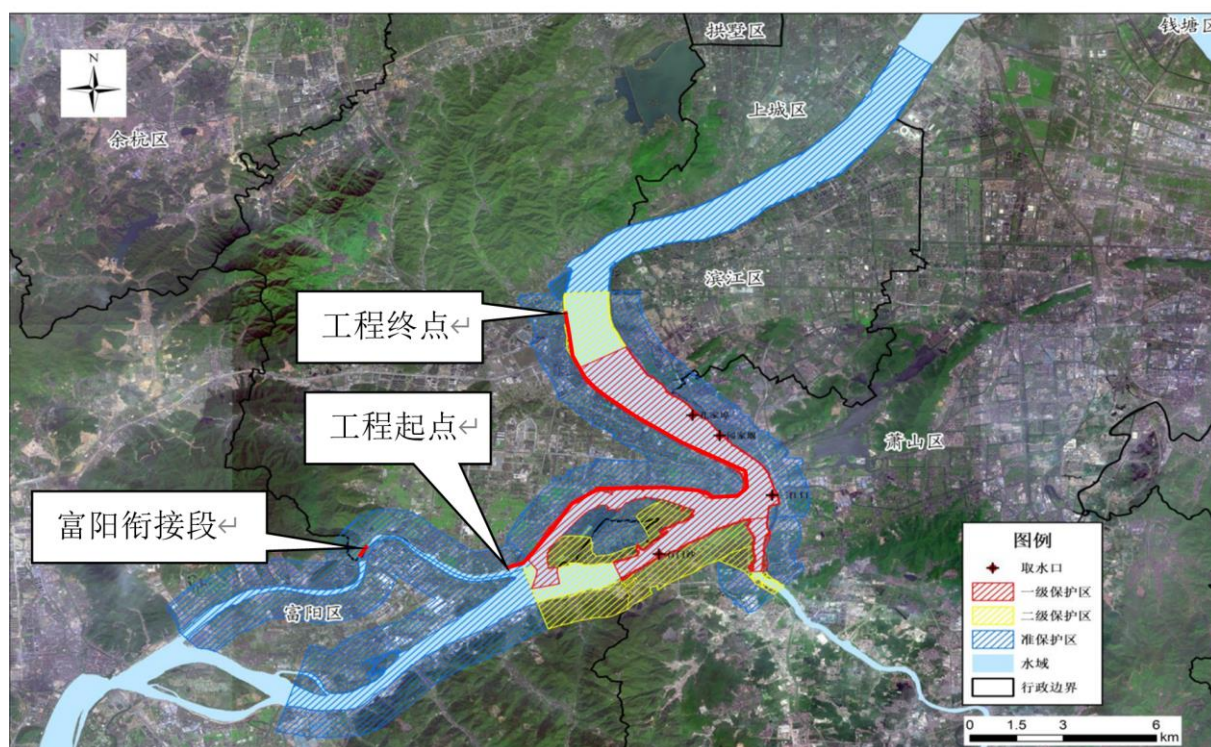 拱墅区
钱塘区
N
余杭区
上城区
滨江区
工程终点↵
工程起点↵
萧山区
富阳衔接段↵
富阳区
图例
取水口
一级保护区
二级保护区
准保护区
水域
行政边界
0 1.5 3 6
km